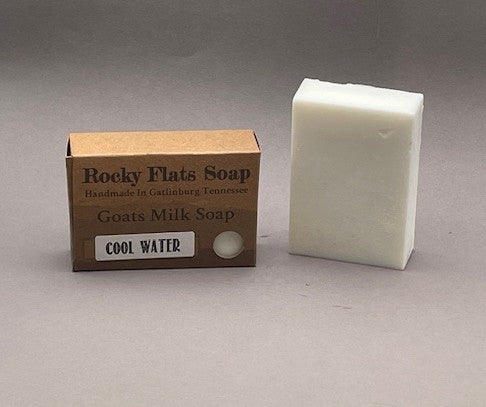 Rocky Flats Soap
Handmade In Gatlinburg Tennessee
Goats Milk Soap
COOL WATER